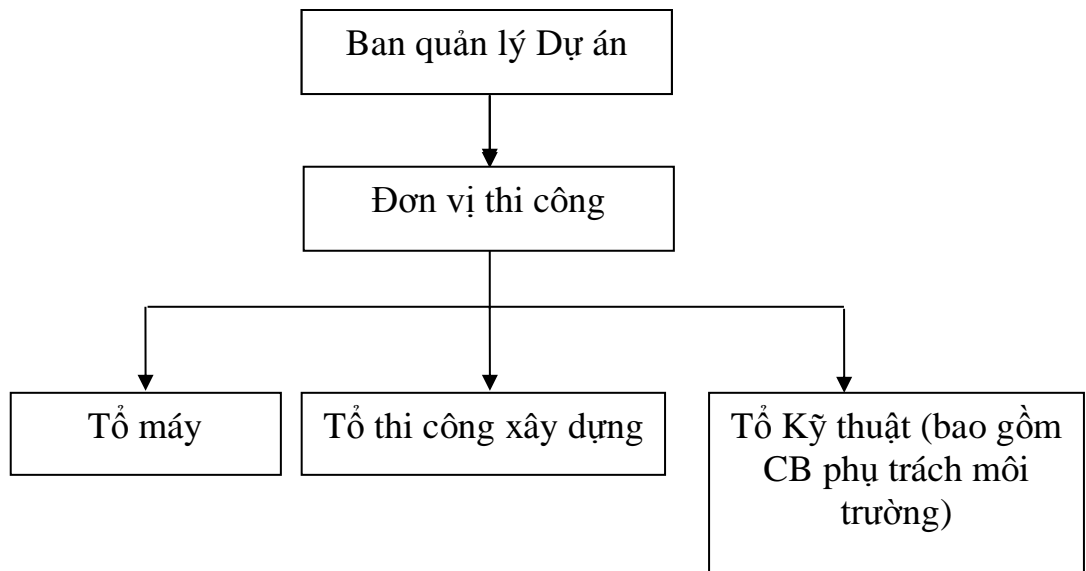 Ban quản lý Dự án
Đơn vị thi công
Tổ máy
Tổ thi công xây dựng
Tổ Kỹ thuật (bao gồm
CB phụ trách môi
trường)